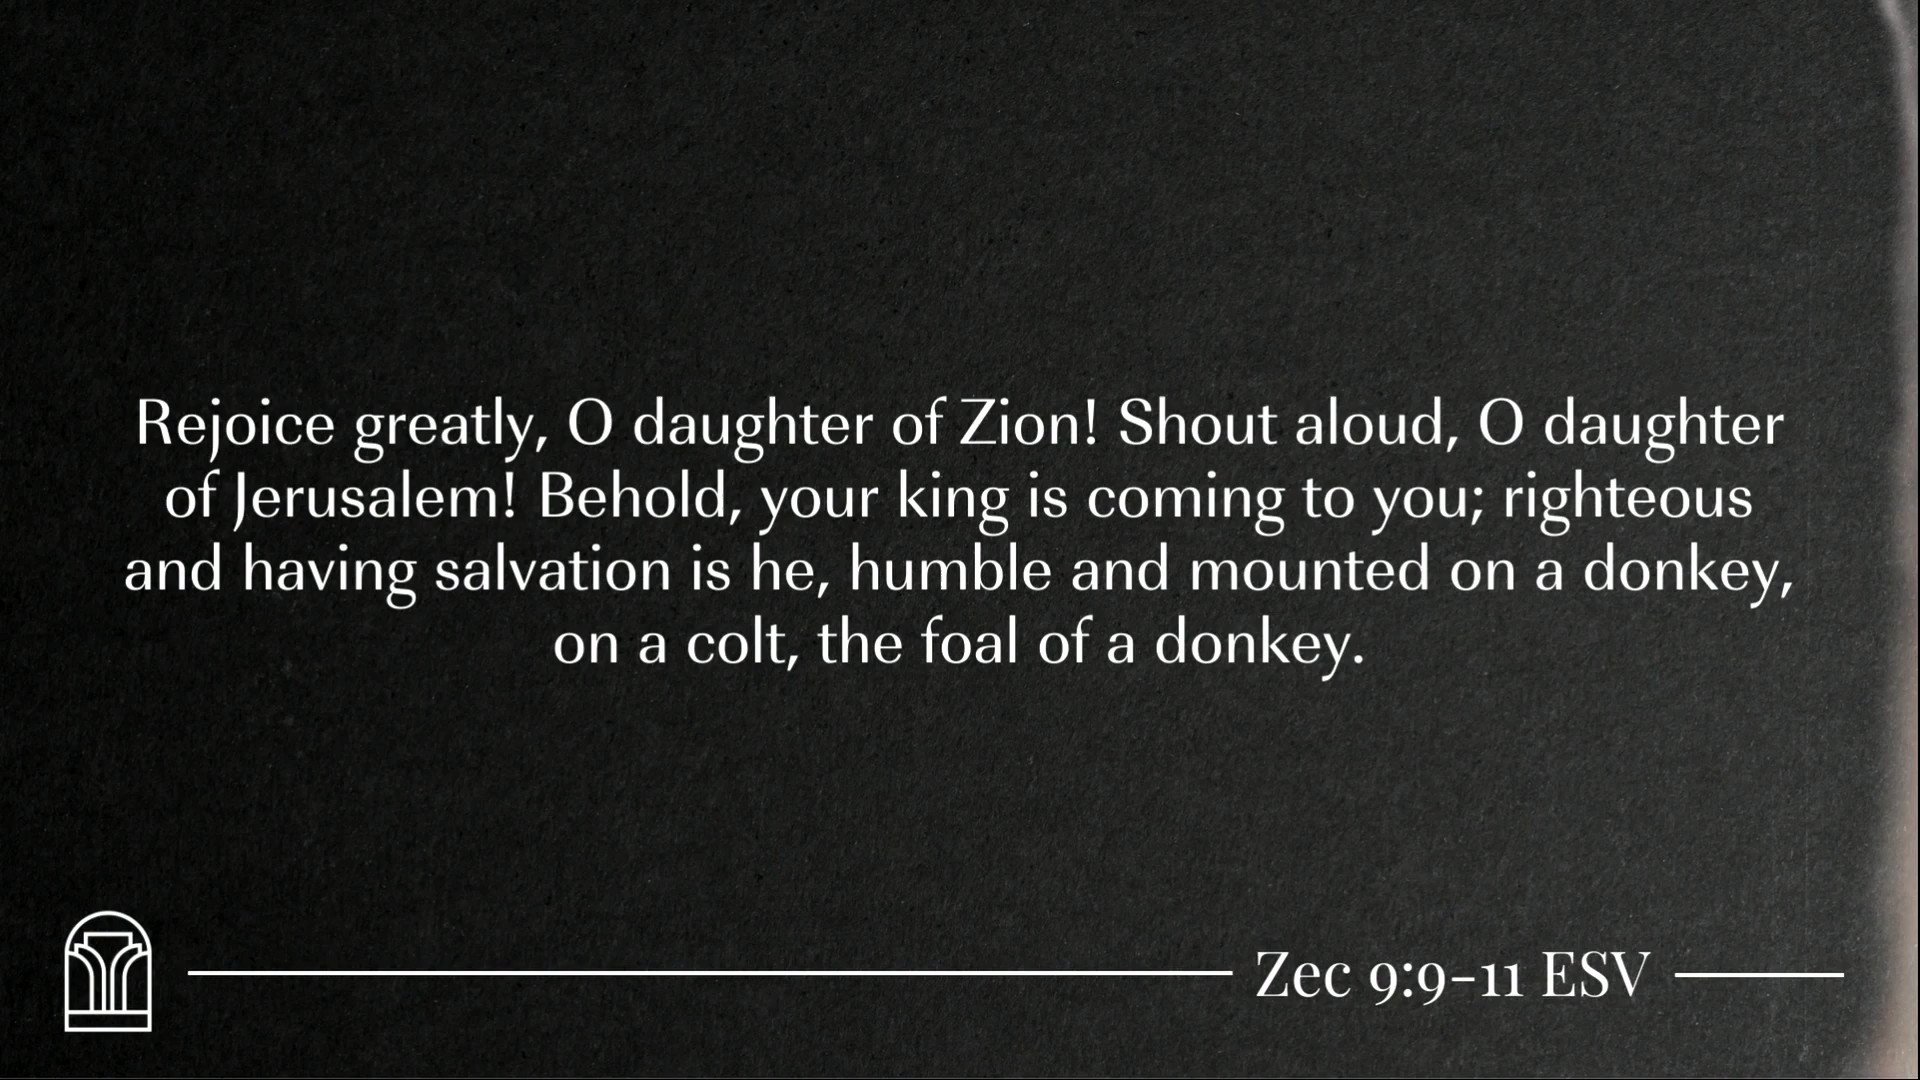 Rejoice greatly, O daughter of Zion! Shout aloud, O daughter
of Jerusalem! Behold, your king is coming to you; righteous
and having salvation is he, humble and mounted on a donkey,
on a colt, the foal of a donkey.
Zec 9:9-11 ESV